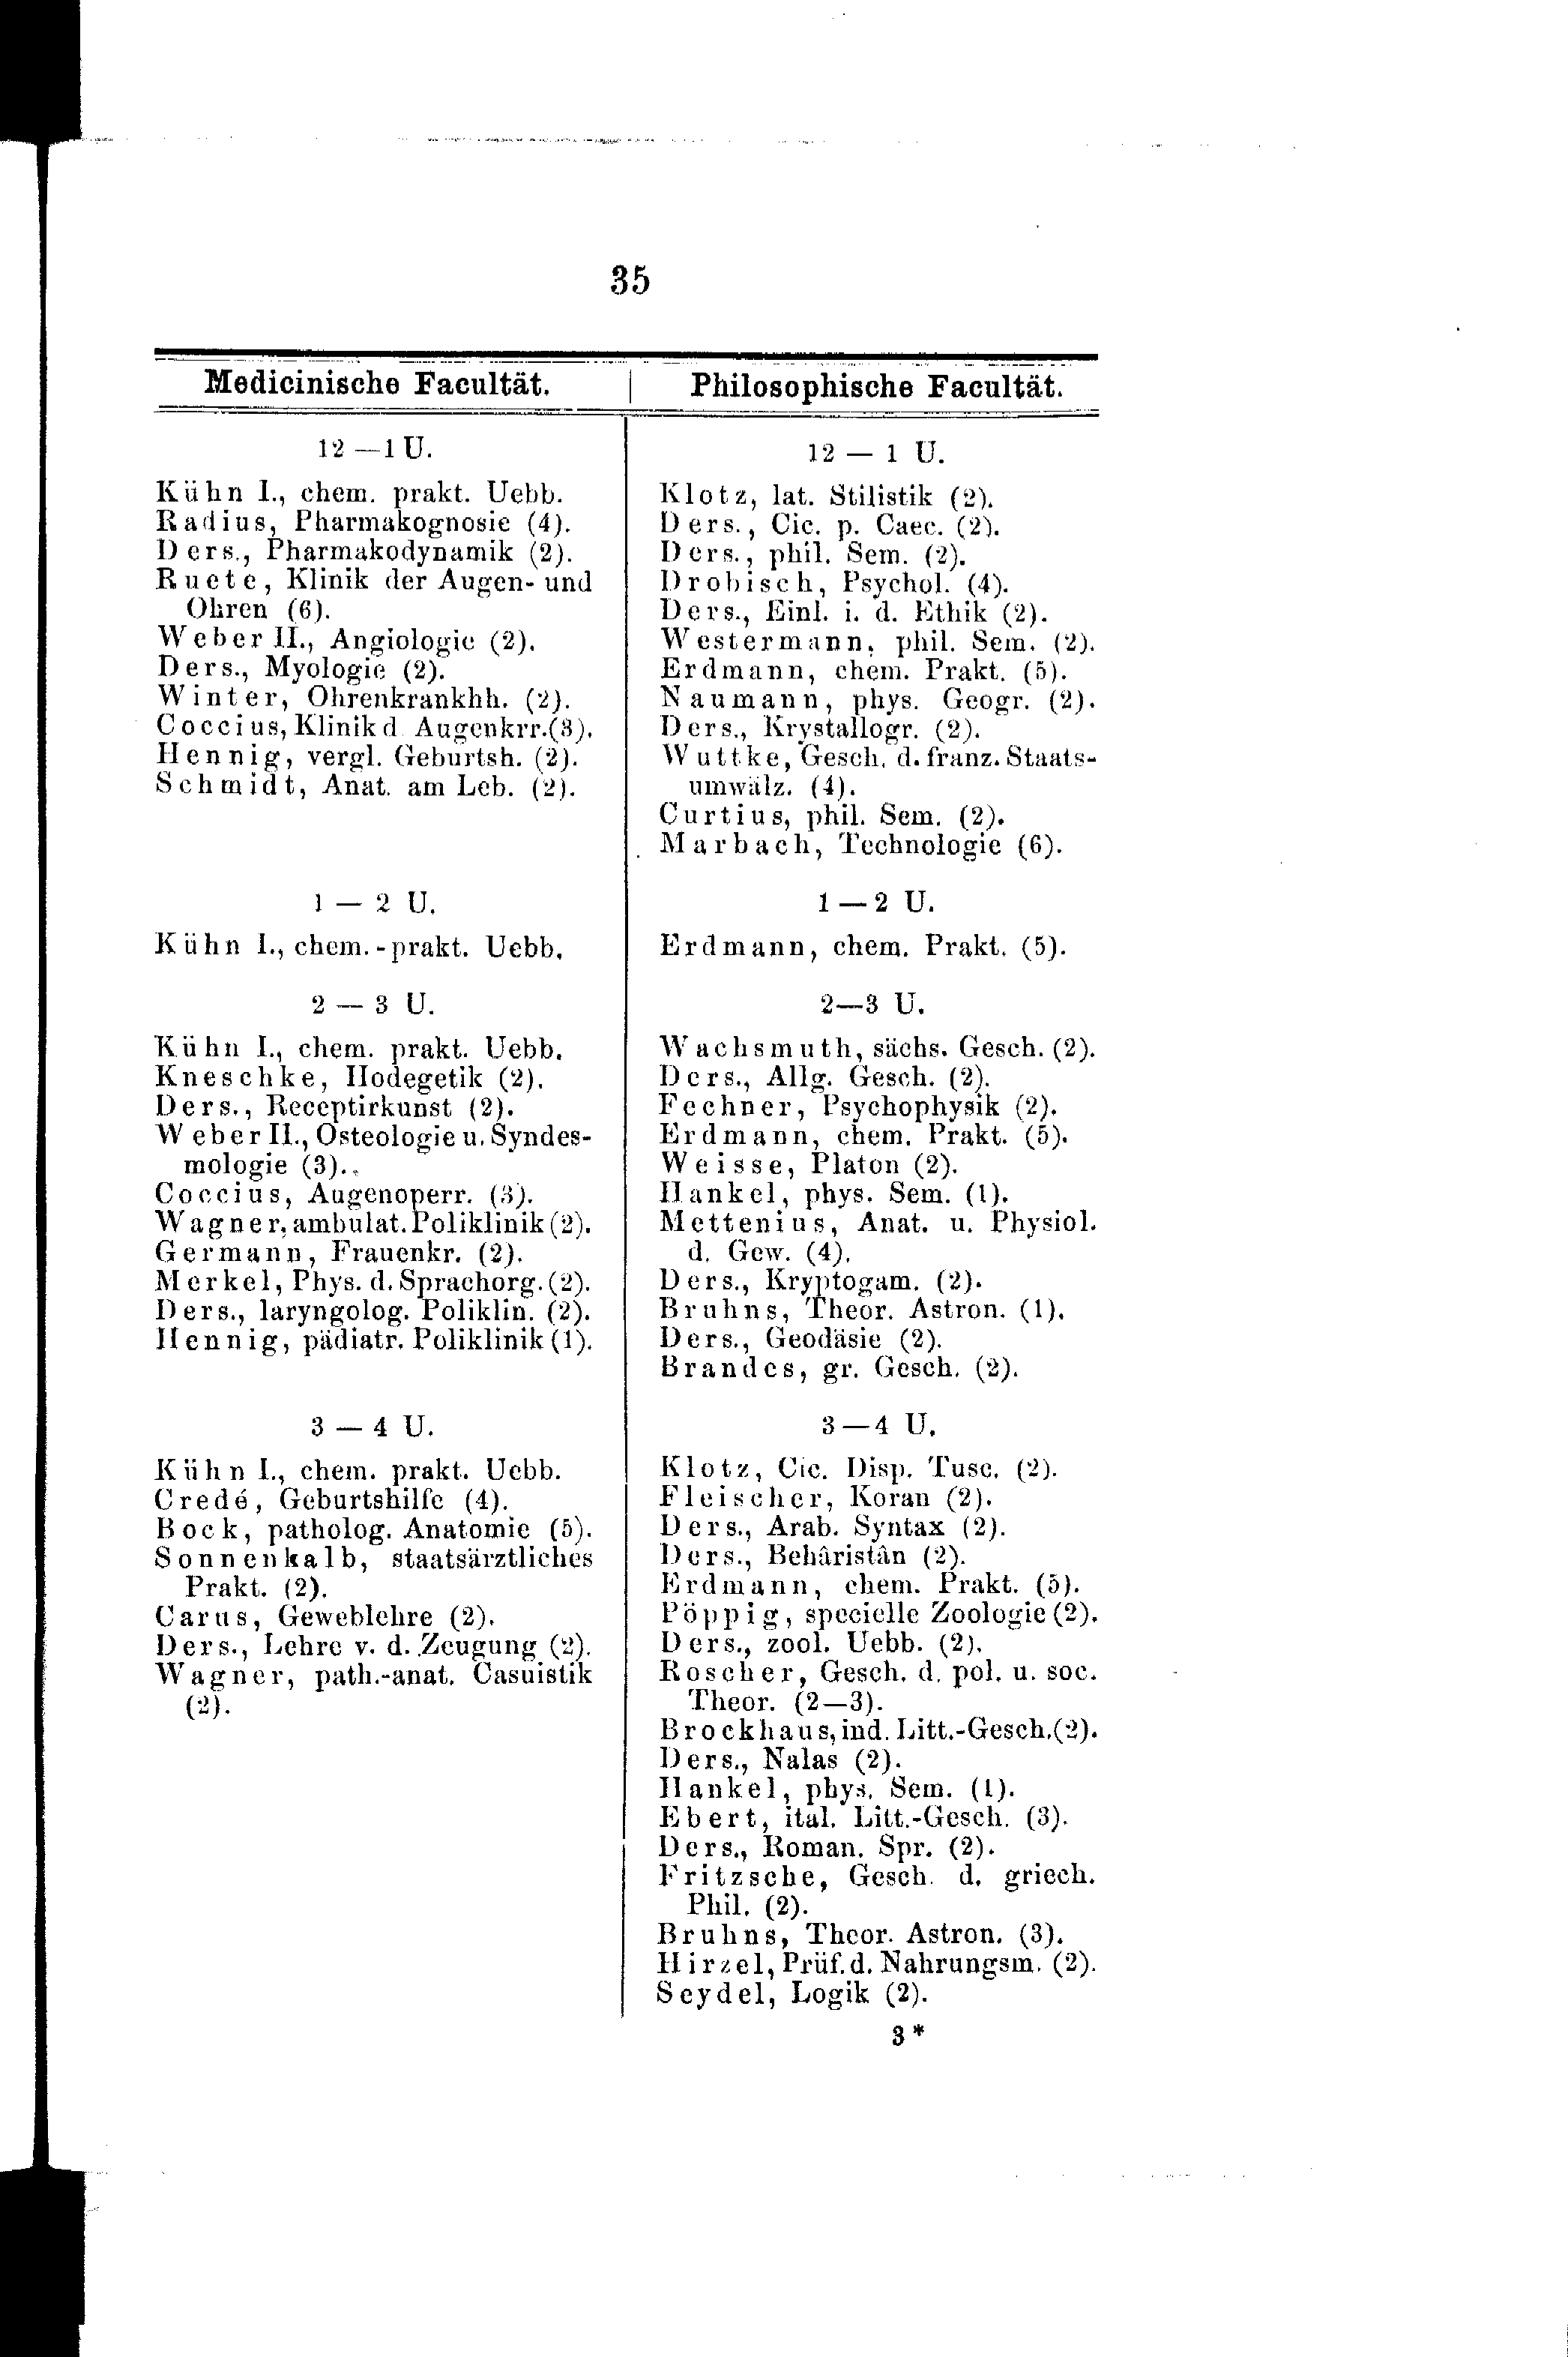 35
Medicinische Facultät.
12 — 1 U.
Kühn I., chem. prakt. Uebb.
Radius, Pharmakognosie (4).
Ders., Pharmakodynamik (2).
Ruete, Klinik der Augen- und
Ohren (6).
Weber II., Angiologie (2).
Ders., Myologie (2).
Winter, Ohrenkrankhh. (2).
Coccius, Klinik d Augenkrr. (3).
Hennig, vergl. Geburtsh. (2).
Schmidt, Anat. am Leb. (2).
1 — 2 U.
Kühn I., chem.-prakt. Uebb.
2 — 3 U.
Kühn I., chem. prakt. Uebb.
Kneschke, Hodegetik (2).
Ders., Receptirkunst (2).
Weber II., Osteologie u. Syndes-
mologie (3).
Coccius, Augenoperr. (3).
Wagner, ambulat. Poliklinik (2).
Germann, Frauenkr. (2).
Merkel, Phys. d. Sprachorg. (2).
Ders., laryngolog. Poliklin. (2).
Hennig, pädiatr. Poliklinik (1).
3 — 4 U.
Kühn I., chem. prakt. Uebb.
Credé, Geburtshilfe (4).
Bock, patholog. Anatomie (5).
Sonnenkalb, staatsärztliches
Prakt. (2).
Carus, Geweblehre (2).
Ders., Lehre v. d. Zeugung (2).
Wagner, path.-anat. Casuistik
(2).
Philosophische Facultät.
12 — 1 U.
Klotz, lat. Stilistik (2).
Ders., Cic. p. Caec. (2).
Ders., phil. Sem. (2).
Drobisch, Psychol. (4).
Ders., Einl. i. d. Ethik (2).
Westermann, phil. Sem. (2).
Erdmann, chem. Prakt. (5).
Naumann, phys. Geogr. (2).
Ders., Krystallogr. (2).
Wuttke, Gesch. d. franz. Staats-
umwälz. (4).
Curtius, phil. Sem. (2).
Marbach, Technologie (6).
1 — 2 U.
Erdmann, chem. Prakt. (5).
2—3 U.
Wachsmuth, sächs. Gesch. (2).
Ders., Allg. Gesch. (2).
Fechner, Psychophysik (2).
Erdmann, chem. Prakt. (5).
Weisse, Platon (2).
Hankel, phys. Sem. (1).
Mettenius, Anat. u. Physiol.
d. Gew. (4).
Ders., Kryptogam. (2).
Bruhns, Theor. Astron. (1).
Ders., Geodäsie (2).
Brandes, gr. Gesch. (2).
3—4 U.
Klotz, Cic. Disp. Tusc. (2).
Fleischer, Koran (2).
Ders., Arab. Syntax (2).
Ders., Behâristân (2).
Erdmann, chem. Prakt. (5).
Pöppig, specielle Zoologie (2).
Ders., zool. Uebb. (2).
Roscher, Gesch. d. pol. u. soc.
Theor. (2—3).
Brockhaus, ind. Litt.-Gesch. (2).
Ders., Nalas (2).
Hankel, phys. Sem. (1).
Ebert, ital. Litt.-Gesch. (3).
Ders., Roman. Spr. (2).
Fritzsche, Gesch. d. griech.
Phil. (2).
Bruhns, Theor. Astron. (3).
Hirzel, Prüf. d. Nahrungsm. (2).
Seydel, Logik (2).
3*